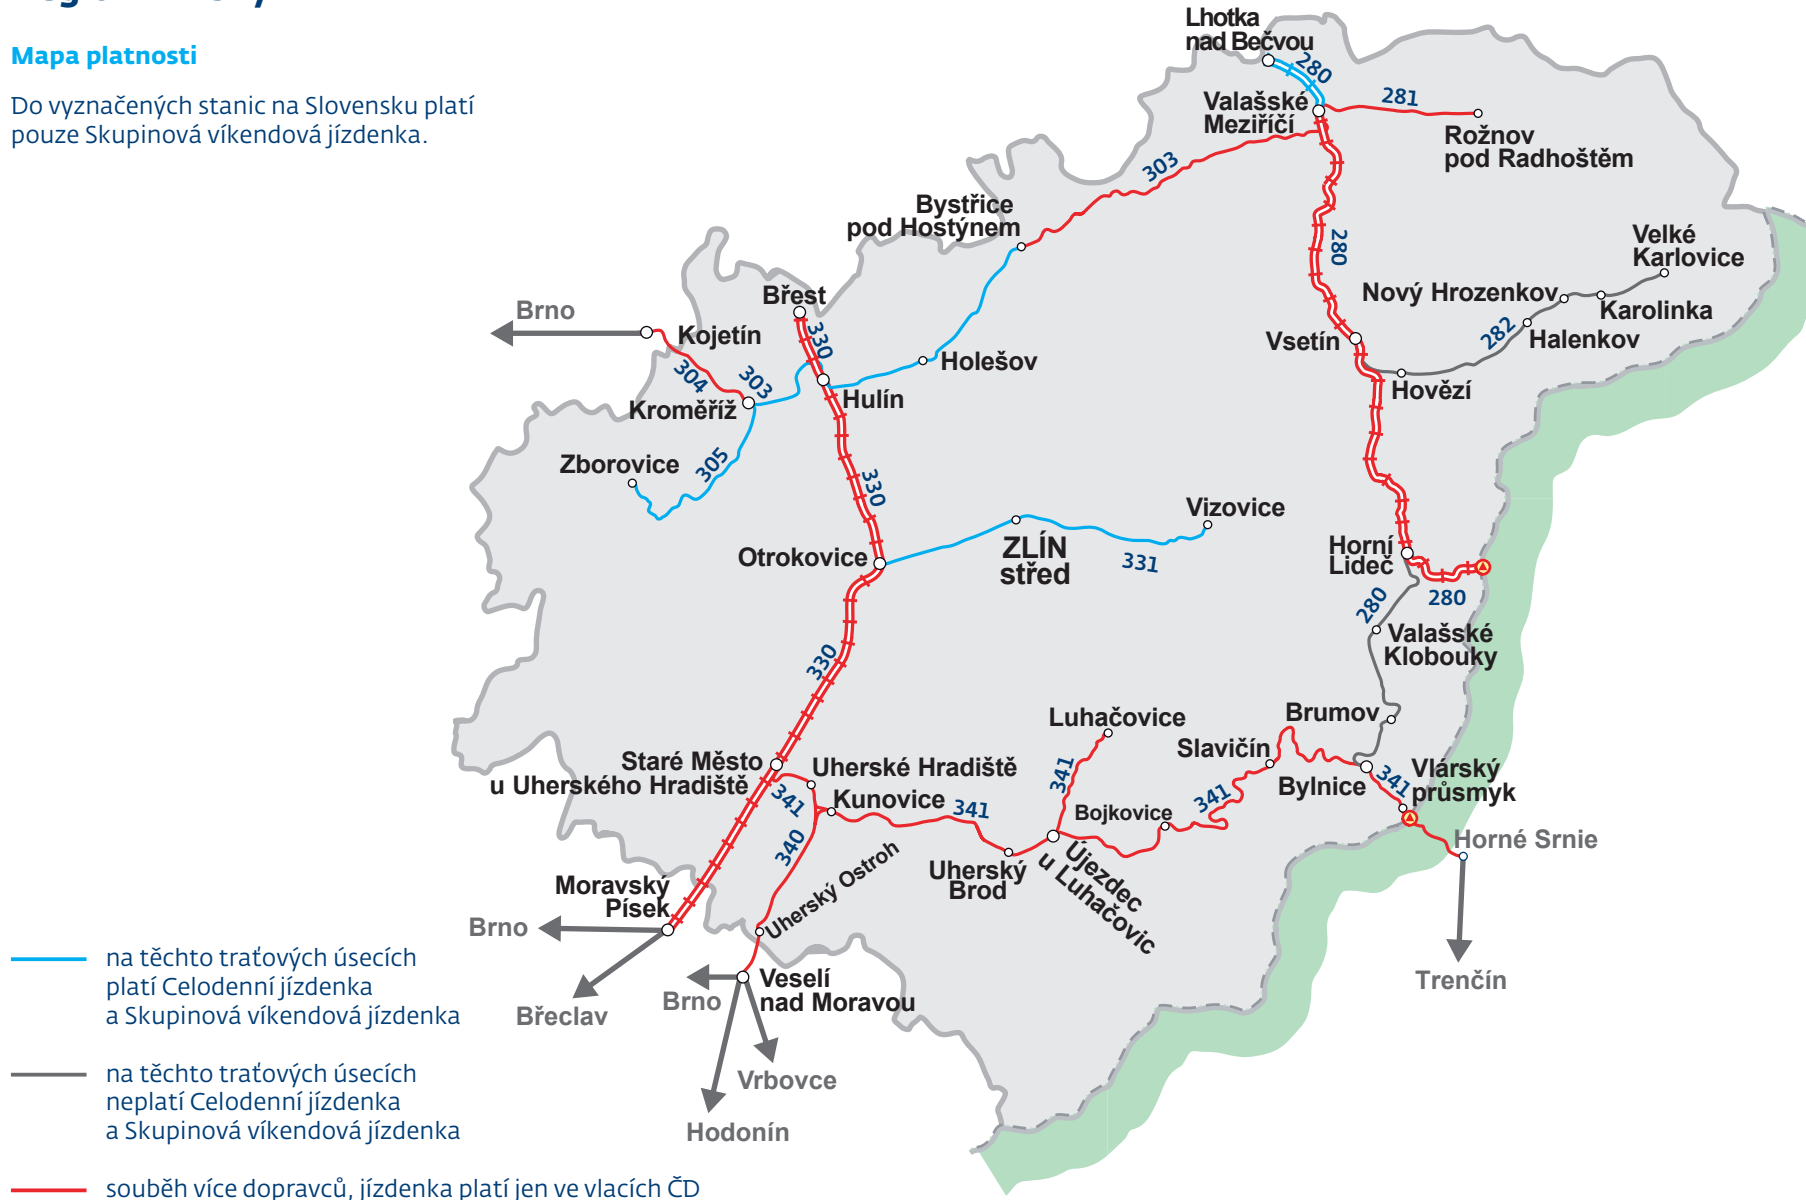 Mapa platnosti
Do vyznačených stanic na Slovensku platí
pouze Skupinová víkendová jízdenka.
Lhotka
nad Bečvou
280
Valašské
Meziříčí
281
Rožnov
pod Radhoštěm
303
Bystřice
pod Hostýnem
280
Velké
Karlovice
Nový Hrozenkov
Karolinka
282
Halenkov
Vsetín
Hovězí
Břest
Brno
Kojetín
330
304
303
Holešov
Kroměříž
Hulín
Zborovice
305
330
Vizovice
Otrokovice
ZLÍN
střed
331
Horní
Lideč
280
280
Valašské
Klobouky
330
Luhačovice
Brumov
Slavičín
Staré Město
u Uherského Hradiště
Uherské Hradiště
341
Kunovice
341
341
Bojkovice
341
Bylnice
341
Vlárský
průsmyk
340
Horné Srnie
Uherský
Brod
Újezdec
u Luhačovic
Uherský Ostroh
Moravský
Písek
Brno
Břeclav
Brno
Veselí
nad Moravou
Trenčín
Vrbovce
Hodonín
na těchto traťových úsecích
platí Celodenní jízdenka
a Skupinová víkendová jízdenka
na těchto traťových úsecích
neplatí Celodenní jízdenka
a Skupinová víkendová jízdenka
souběh více dopravců, jízdenka platí jen ve vlacích ČD